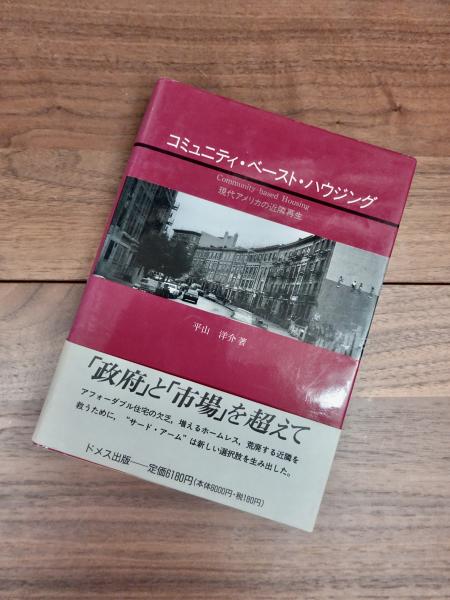 コミュニティ・ベースト・ハウジング
Community based Housing
現代アメリカの近隣再生
平山 洋介 著
「政府」と「市場」を超えて
アフォーダブル住宅の欠乏，増えるホームレス，荒廃する近隣を
救うために，“サード・アーム”は新しい選択肢を生み出した。
ドメス出版――定価6180円(本体6000円・税180円)